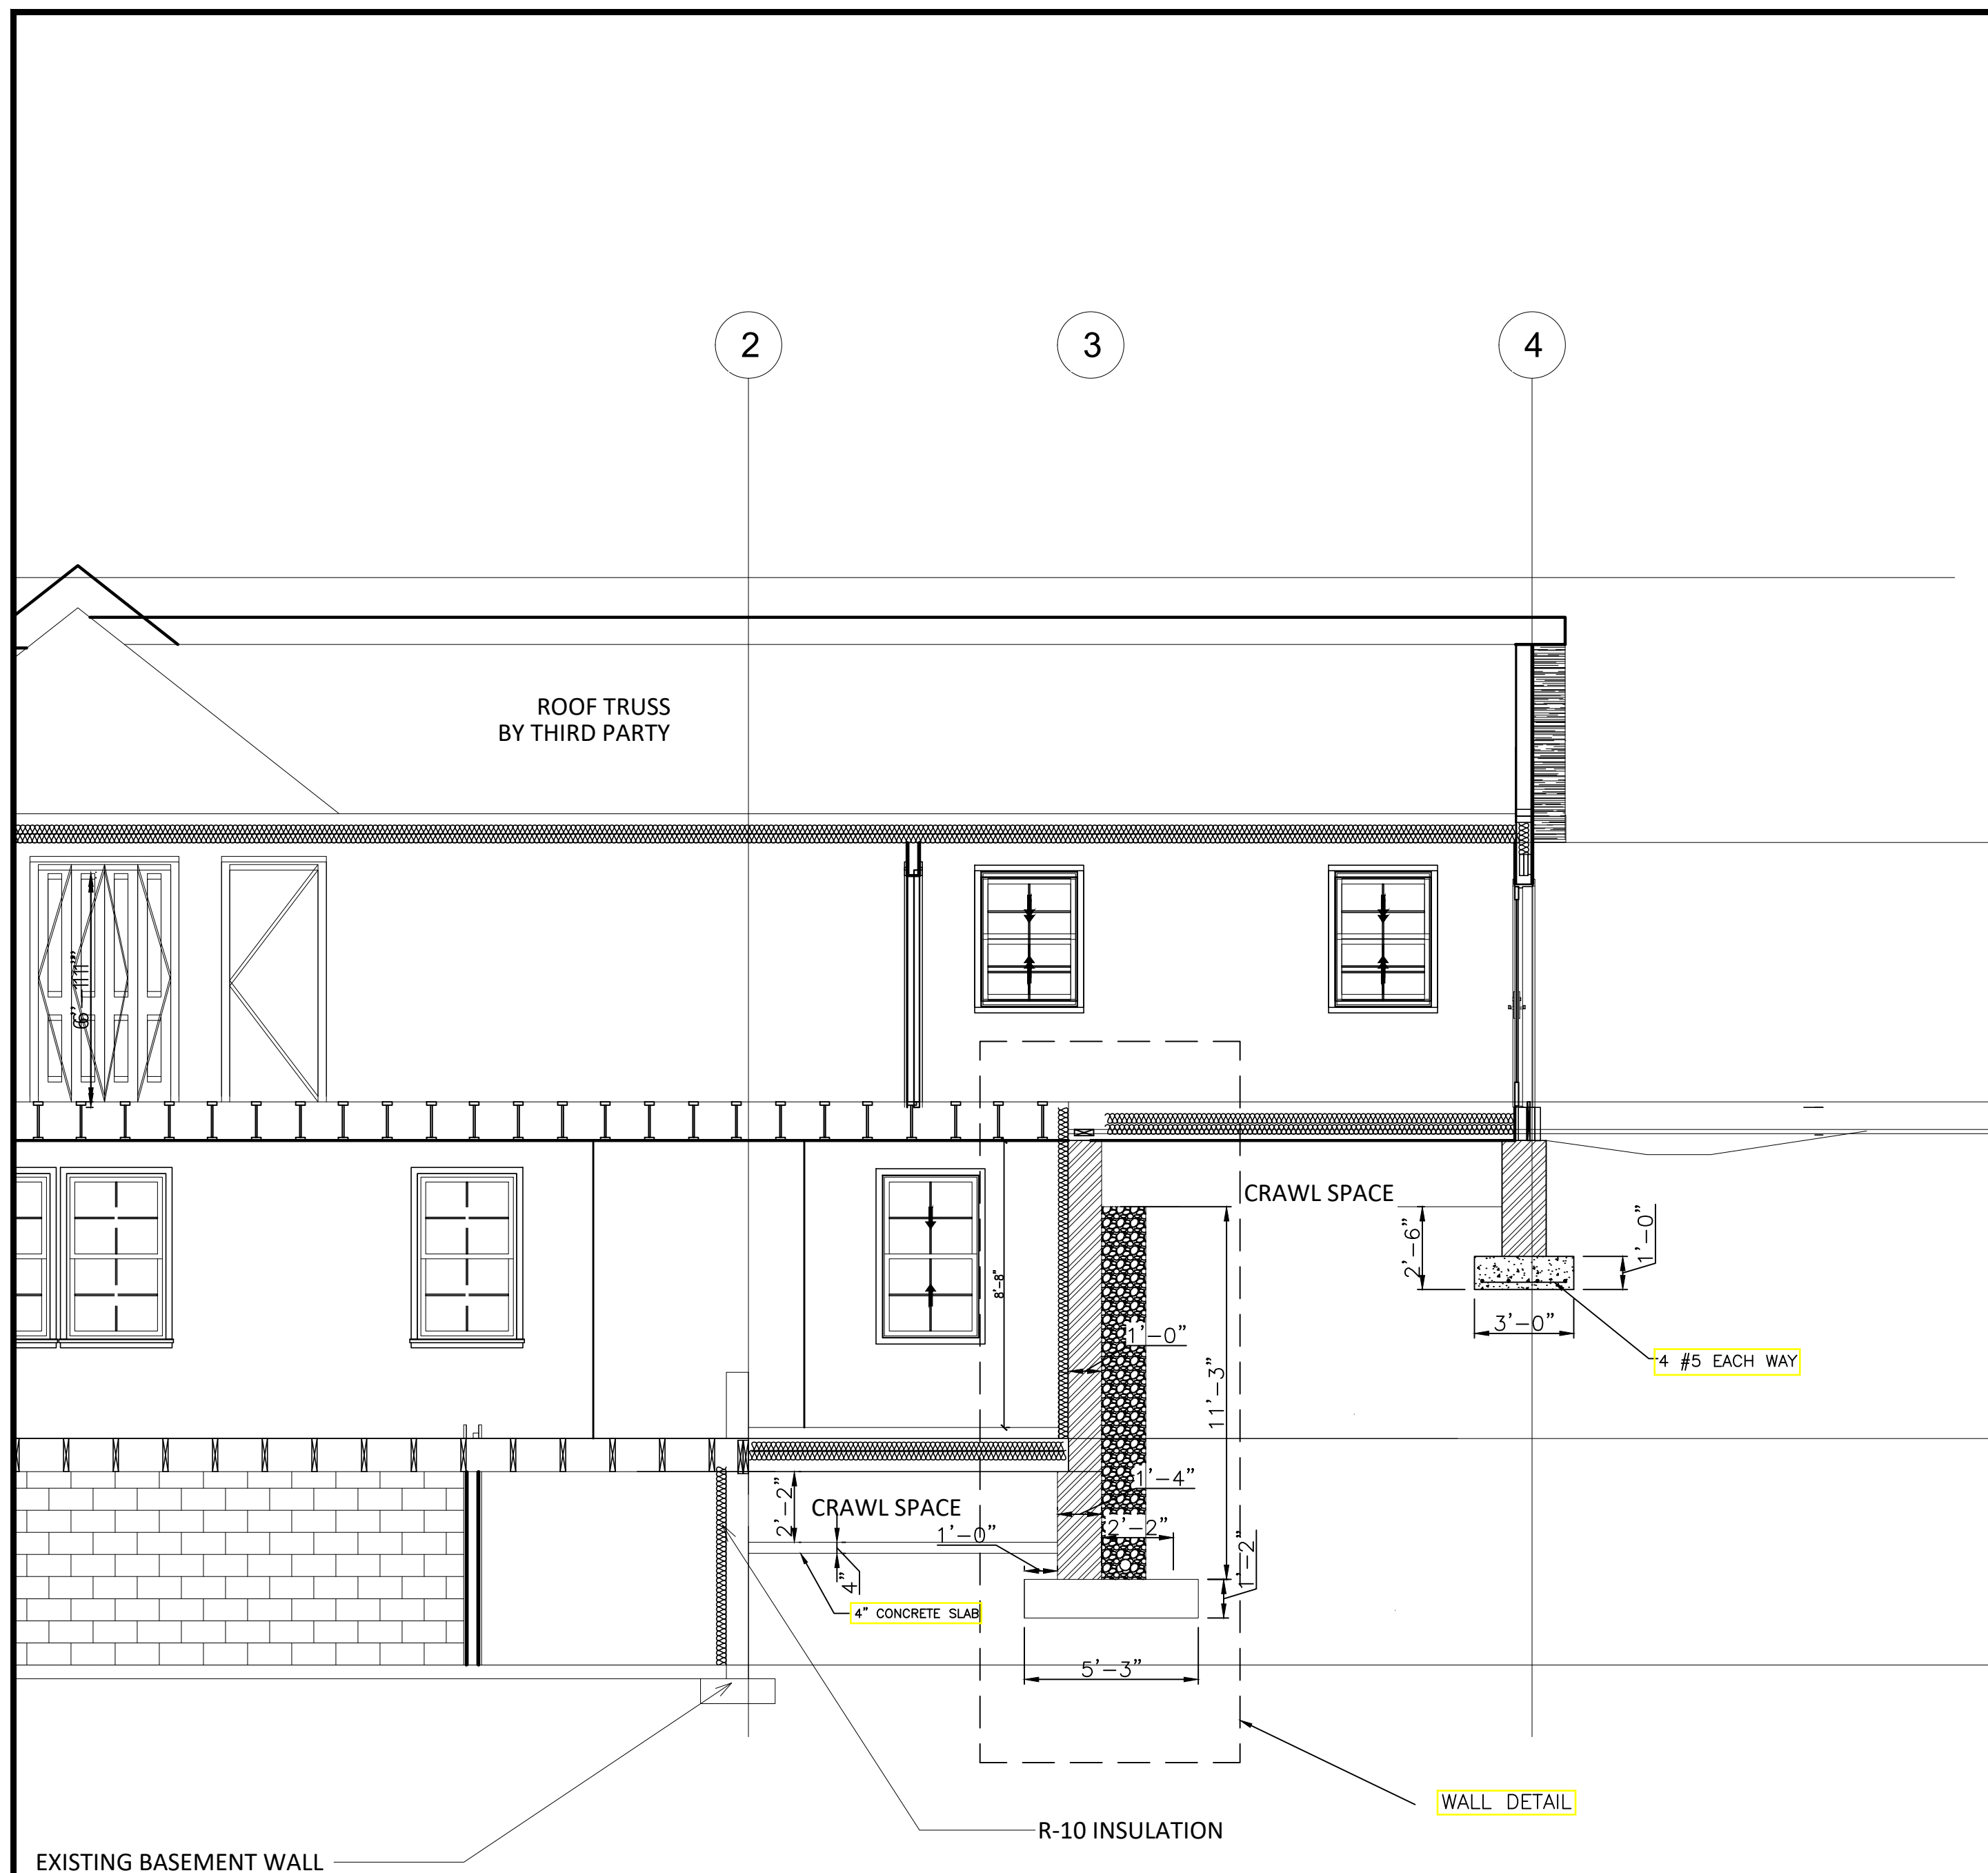 2
3
4
ROOF TRUSS
BY THIRD PARTY
CRAWL SPACE
2'-6"
1'-0"
8'-8"
3'-0"
1'-0"
4 #5 EACH WAY
11'-3"
1'-4"
2'-2"
CRAWL SPACE
1'-0"
2'-2"
4"
1'-2"
4" CONCRETE SLAB
5'-3"
WALL DETAIL
R-10 INSULATION
EXISTING BASEMENT WALL